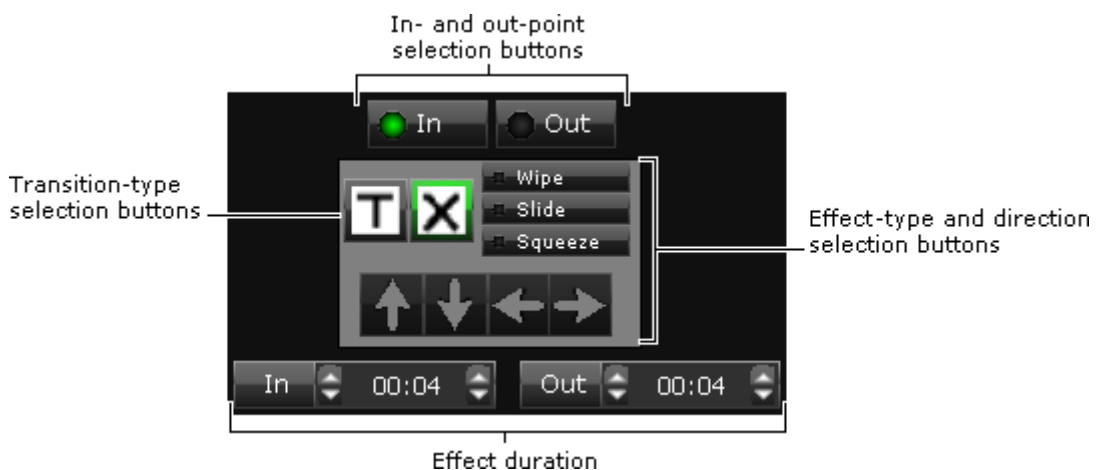 In- and out-point
selection buttons
In
Out
Transition-type
selection buttons
T
X
Wipe
Slide
Squeeze
Effect-type and direction
selection buttons
In 00:04 Out 00:04
Effect duration